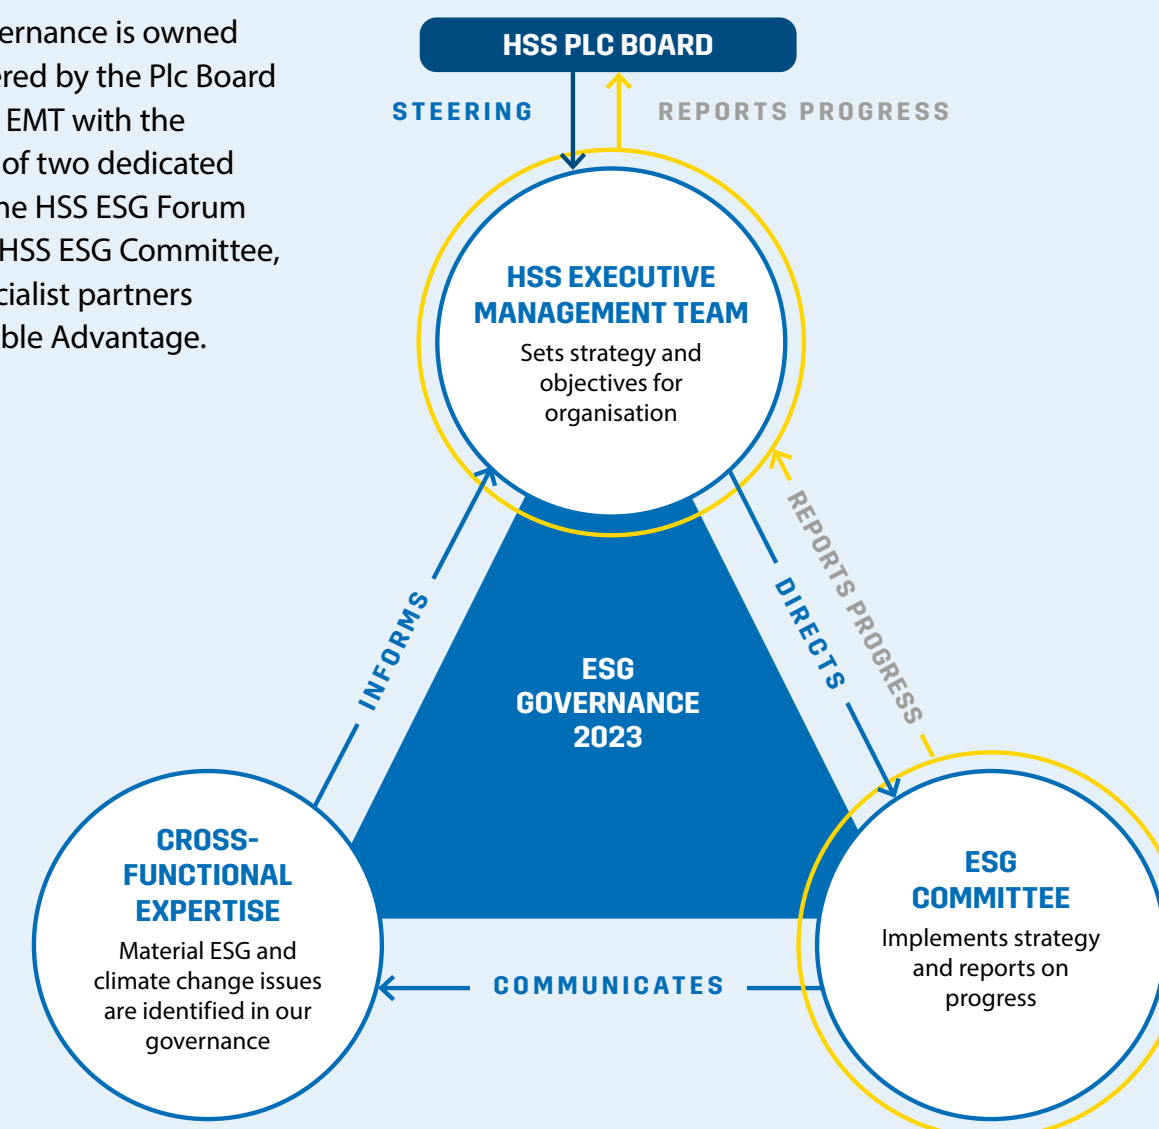 ernance is owned
ered by the Plc Board
EMT with the
of two dedicated
he HSS ESG Forum
HSS ESG Committee,
cialist partners
ble Advantage.
HSS PLC BOARD
STEERING
REPORTS PROGRESS
HSS EXECUTIVE
MANAGEMENT TEAM
Sets strategy and
objectives for
organisation
INFORMS
DIRECTS
REPORTS PROGRESS
ESG
GOVERNANCE
2023
CROSS-
FUNCTIONAL
EXPERTISE
Material ESG and
climate change issues
are identified in our
governance
COMMUNICATES
ESG
COMMITTEE
Implements strategy
and reports on
progress